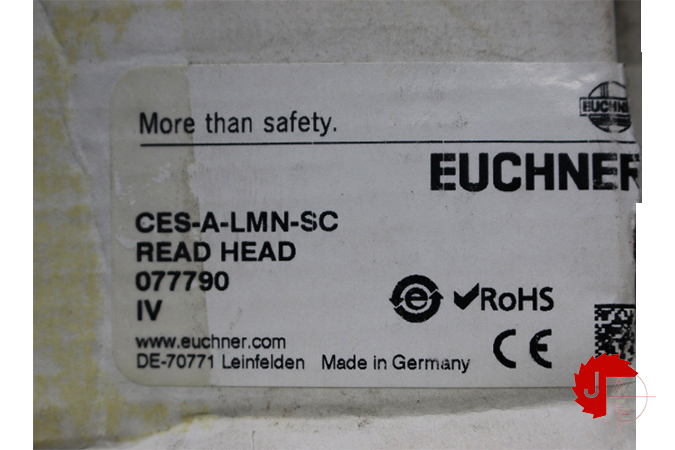 EUCHNER
More than safety.
EUCHNER
CES-A-LMN-SC
READ HEAD
077790
IV
e
RoHS
www.euchner.com
DE-70771 Leinfelden Made in Germany
CE
J